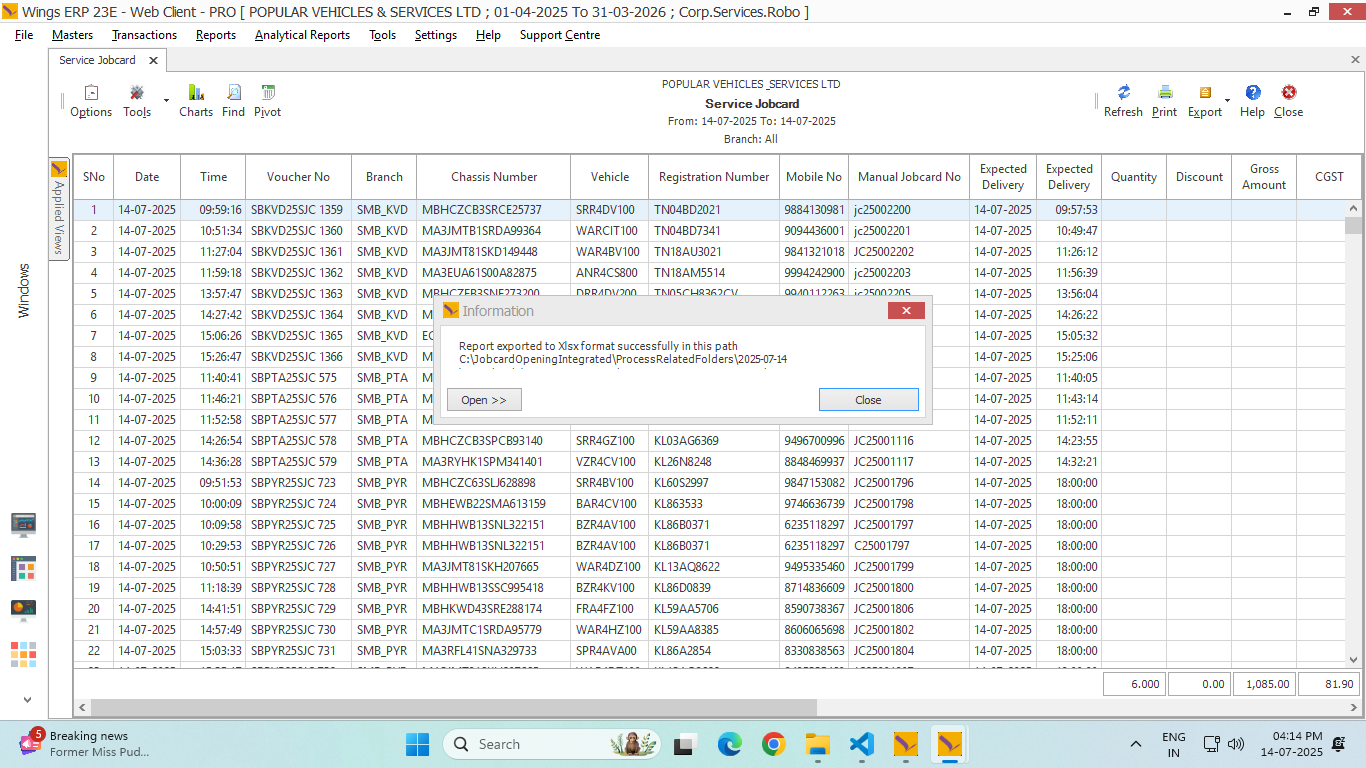 Wings ERP 23E - Web Client - PRO [ POPULAR VEHICLES & SERVICES LTD ; 01-04-2025 To 31-03-2026 ; Corp.Services.Robo ]
File Masters Transactions Reports Analytical Reports Tools Settings Help Support Centre
Service Jobcard
Options Tools Charts Find Pivot
POPULAR VEHICLES_SERVICES LTD
Service Jobcard
From: 14-07-2025 To: 14-07-2025
Branch: All
Refresh Print Export Help Close
Windows
Applied Views
SNo Date Time Voucher No Branch Chassis Number Vehicle Registration Number Mobile No Manual Jobcard No Expected Delivery Expected Delivery Quantity Discount Gross Amount CGST
1 14-07-2025 09:59:16 SBKVD25SJC 1359 SMB_KVD MBHCZCB3SRCE25737 SRR4DV100 TN04BD2021 9884130981 jc25002200 14-07-2025 09:57:53
2 14-07-2025 10:51:34 SBKVD25SJC 1360 SMB_KVD MA3JMTB1SRDA99364 WARCIT100 TN04BD7341 9094436001 jc25002201 14-07-2025 10:49:47
3 14-07-2025 11:27:04 SBKVD25SJC 1361 SMB_KVD MA3JMT81SKD149448 WAR4BV100 TN18AU3021 9841321018 JC25002202 14-07-2025 11:26:12
4 14-07-2025 11:59:18 SBKVD25SJC 1362 SMB_KVD MA3EUA61S00A82875 ANR4CS800 TN18AM5514 9994242900 jc25002203 14-07-2025 11:56:39
5 14-07-2025 13:57:47 SBKVD25SJC 1363 SMB_KVD MBHCZFB3SNF273200 DRR4DV200 TN05CH8362CV 9940112263 jc25002205 14-07-2025 13:56:04
6 14-07-2025 14:27:42 SBKVD25SJC 1364 SMB_KVD 14-07-2025 14:26:22
7 14-07-2025 15:06:26 SBKVD25SJC 1365 SMB_KVD 14-07-2025 15:05:32
8 14-07-2025 15:26:47 SBKVD25SJC 1366 SMB_KVD 14-07-2025 15:25:06
9 14-07-2025 11:40:41 SBPTA25SJC 575 SMB_PTA 14-07-2025 11:40:05
10 14-07-2025 11:46:21 SBPTA25SJC 576 SMB_PTA 14-07-2025 11:43:14
11 14-07-2025 11:52:58 SBPTA25SJC 577 SMB_PTA 14-07-2025 11:52:11
12 14-07-2025 14:26:54 SBPTA25SJC 578 SMB_PTA MBHCZCB3SPCB93140 SRR4GZ100 KL03AG6369 9496700996 JC25001116 14-07-2025 14:23:55
13 14-07-2025 14:36:28 SBPTA25SJC 579 SMB_PTA MA3RYHK1SPM341401 VZR4CV100 KL26N8248 8848469937 JC25001117 14-07-2025 14:32:21
14 14-07-2025 09:51:53 SBPYR25SJC 723 SMB_PYR MBHCZC63SLJ628898 SRR4BV100 KL60S2997 9847153082 JC25001796 14-07-2025 18:00:00
15 14-07-2025 10:00:09 SBPYR25SJC 724 SMB_PYR MBHEWB22SMA613159 BAR4CV100 KL863533 9746636739 JC25001798 14-07-2025 18:00:00
16 14-07-2025 10:09:58 SBPYR25SJC 725 SMB_PYR MBHHWB13SNL322151 BZR4AV100 KL86B0371 6235118297 JC25001797 14-07-2025 18:00:00
17 14-07-2025 10:29:53 SBPYR25SJC 726 SMB_PYR MBHHWB13SNL322151 BZR4AV100 KL86B0371 6235118297 C25001797 14-07-2025 18:00:00
18 14-07-2025 10:50:51 SBPYR25SJC 727 SMB_PYR MA3JMT81SKH207665 WAR4DZ100 KL13AQ8622 9495335460 JC25001799 14-07-2025 18:00:00
19 14-07-2025 11:18:39 SBPYR25SJC 728 SMB_PYR MBHHWB13SSC995418 BZR4KV100 KL86D0839 8714836609 JC25001800 14-07-2025 18:00:00
20 14-07-2025 14:41:51 SBPYR25SJC 729 SMB_PYR MBHKWD43SRE288174 FRA4FZ100 KL59AA5706 8590738367 JC25001806 14-07-2025 18:00:00
21 14-07-2025 14:57:49 SBPYR25SJC 730 SMB_PYR MA3JMTC1SRDA95779 WAR4HZ100 KL59AA8385 8606065698 JC25001802 14-07-2025 18:00:00
22 14-07-2025 15:03:33 SBPYR25SJC 731 SMB_PYR MA3RFL41SNA329733 SPR4AVA00 KL86A2854 8330838563 JC25001804 14-07-2025 18:00:00
6.000 0.00 1,085.00 81.90
Information
Report exported to Xlsx format successfully in this path
C:\JobcardOpeningIntegrated\ProcessRelatedFolders\2025-07-14
Open >> Close
5 Breaking news
Former Miss Pud...
Search
ENG
IN
04:14 PM
14-07-2025